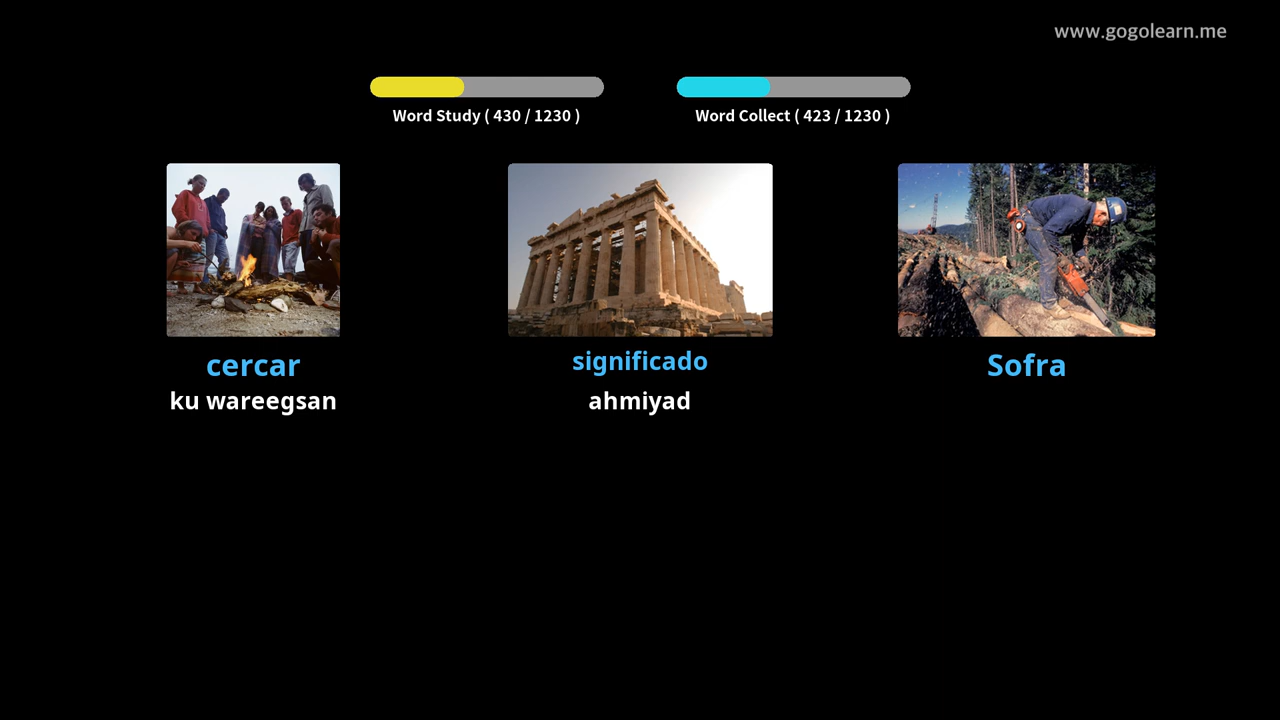 www.gogolearn.me
Word Study ( 430 / 1230 )
Word Collect ( 423 / 1230 )
cercar
ku wareegsan
significado
ahmiyad
Sofra